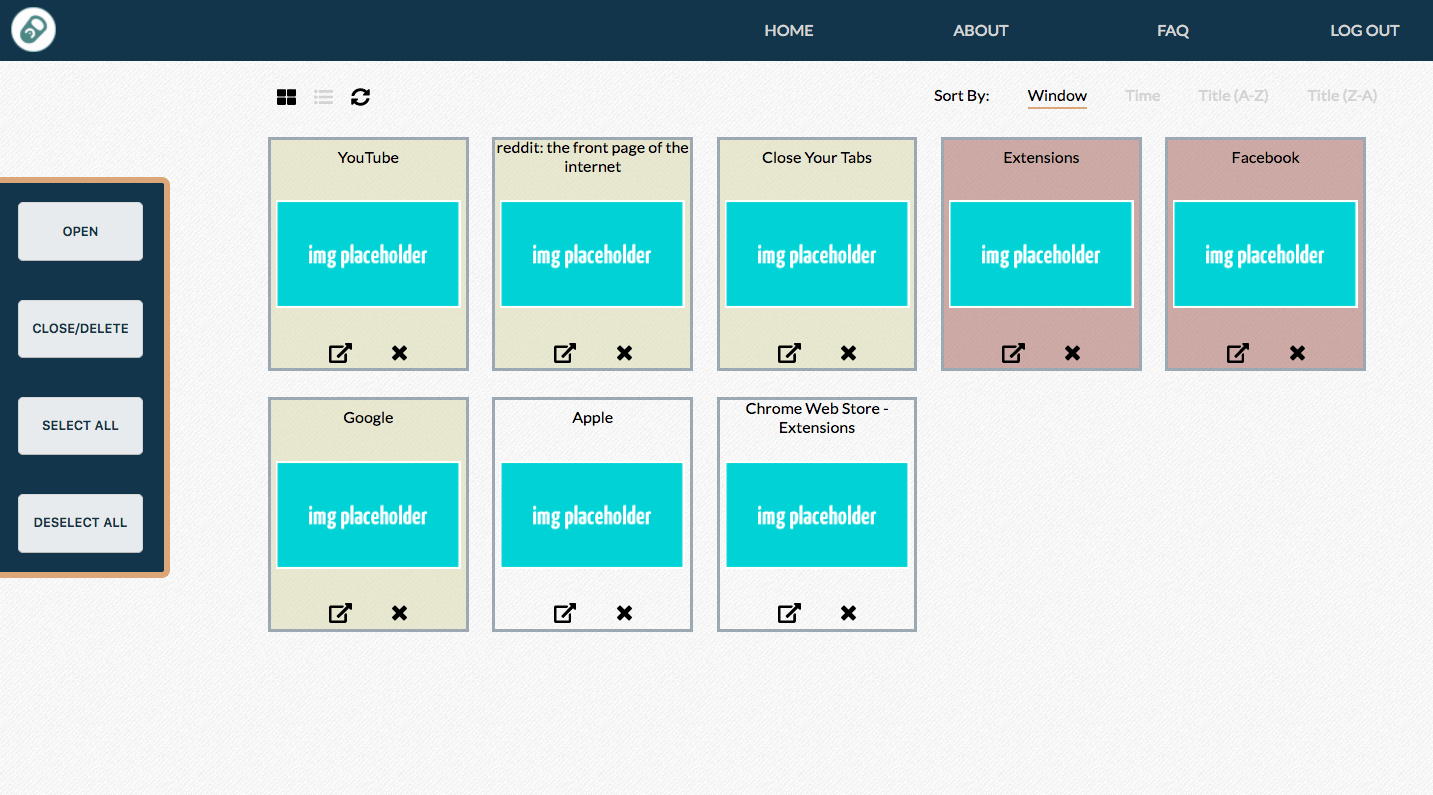 HOME ABOUT FAQ LOG OUT
Sort By: Window Time Title (A-Z) Title (Z-A)
OPEN
CLOSE/DELETE
SELECT ALL
DESELECT ALL
YouTube
img placeholder
reddit: the front page of the
internet
img placeholder
Close Your Tabs
img placeholder
Extensions
img placeholder
Facebook
img placeholder
Google
img placeholder
Apple
img placeholder
Chrome Web Store -
Extensions
img placeholder